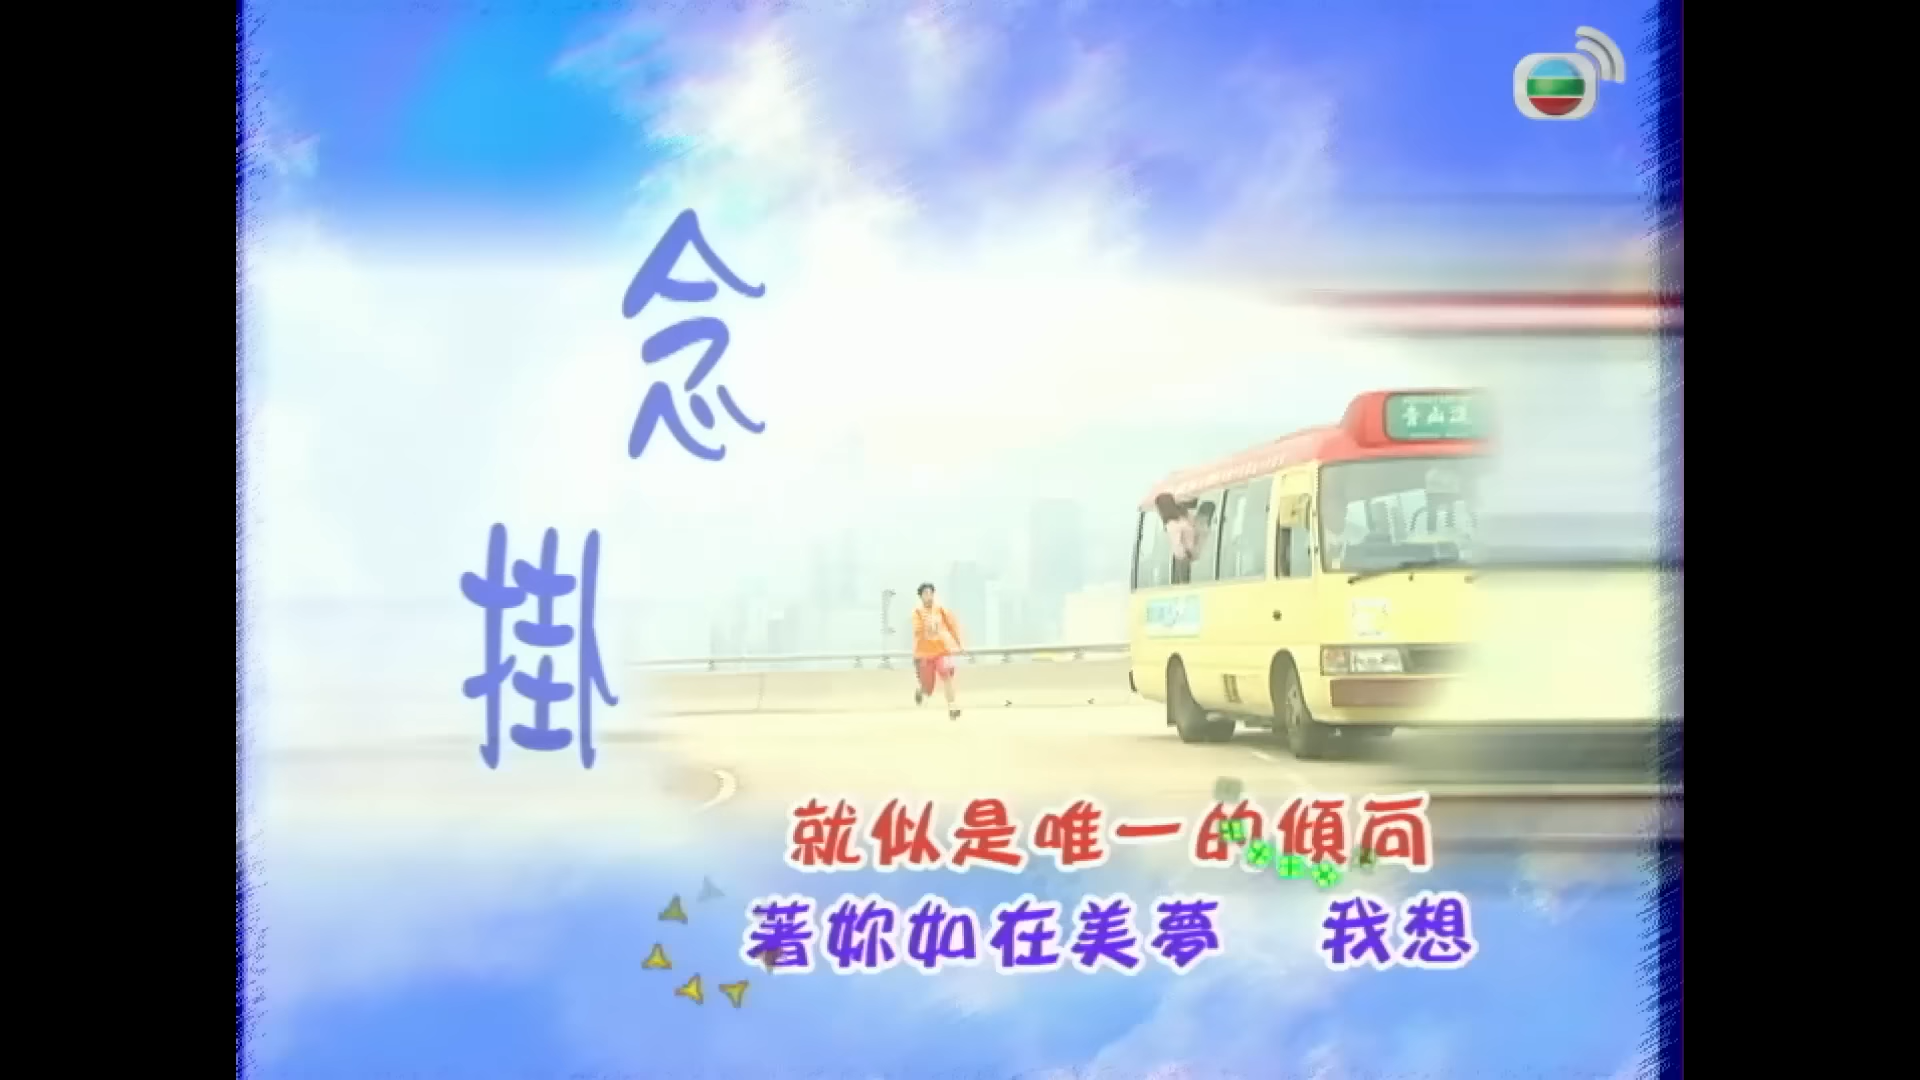 念
掛
就似是唯一的傾向
著妳如在美夢　我想